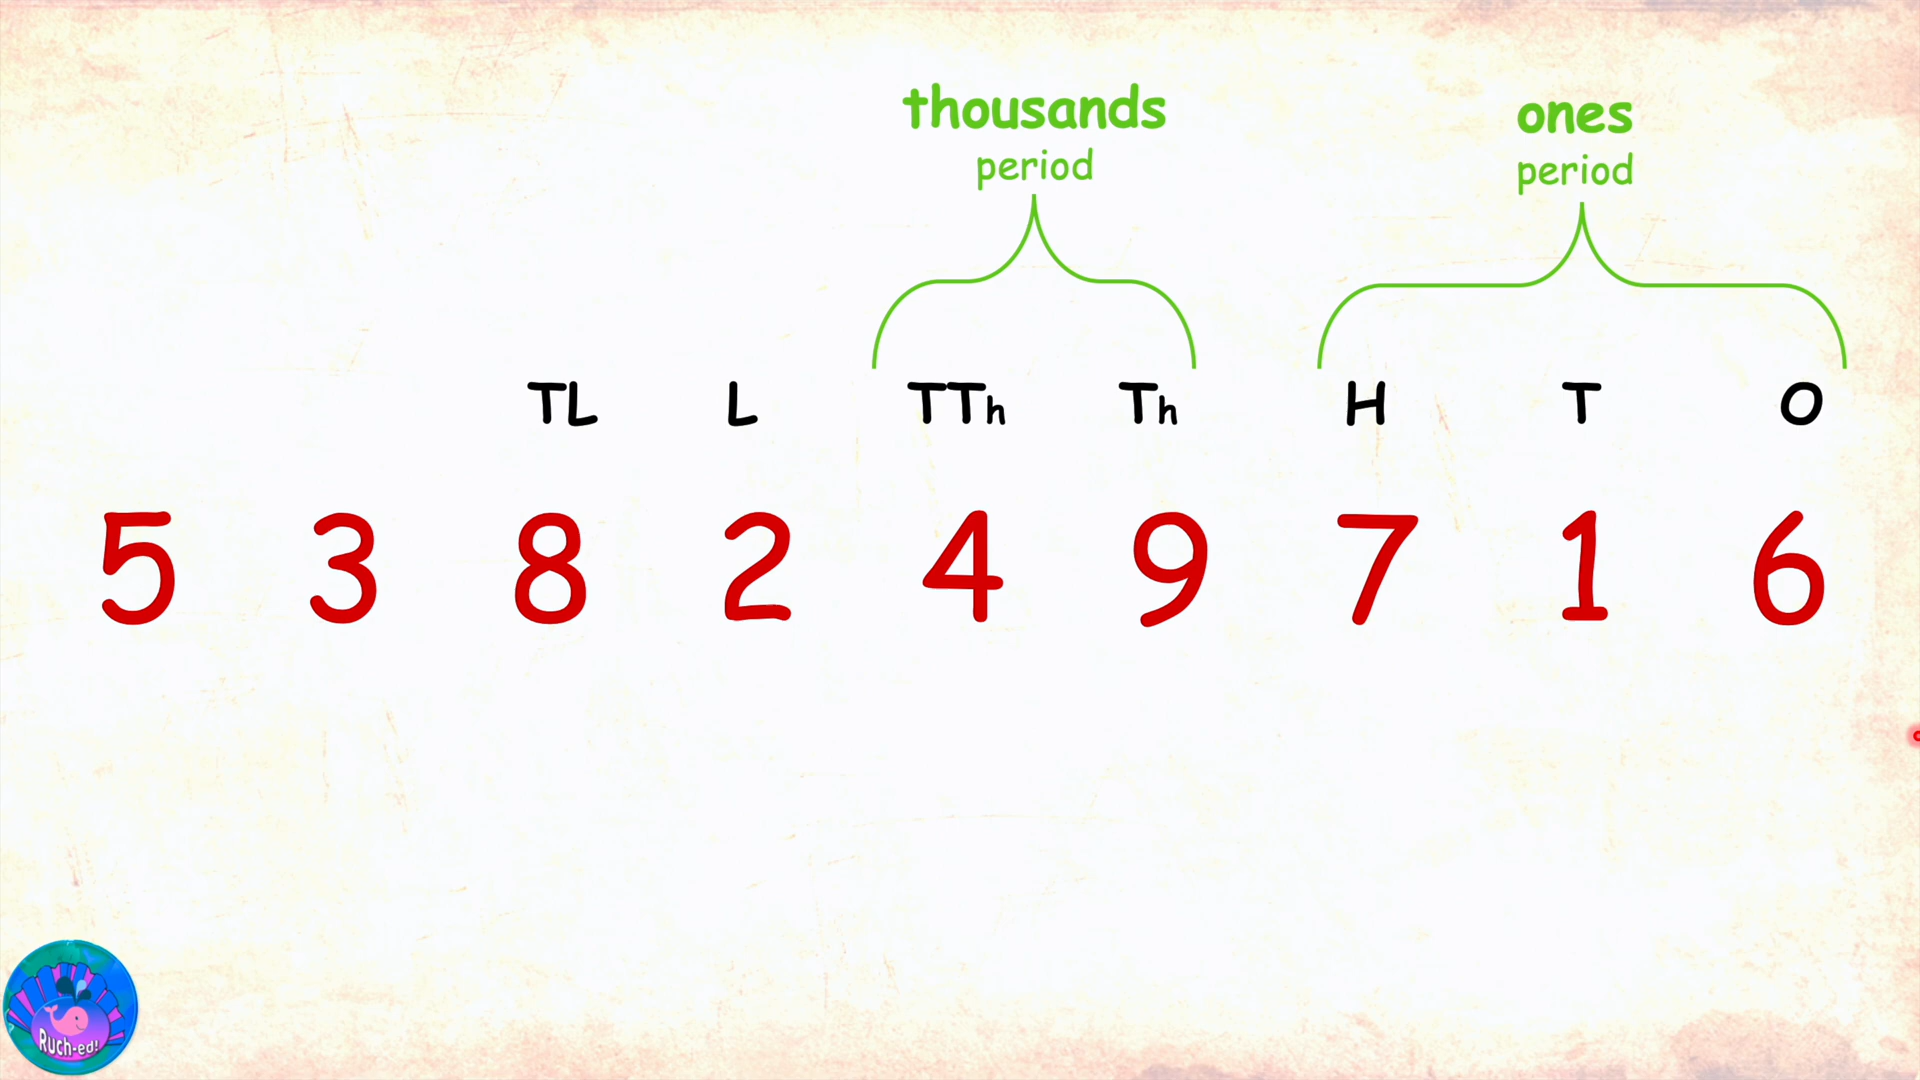 thousands
period
ones
period
TL L TTh Th H T O
5 3 8 2 4 9 7 1 6
Ruch-ed!